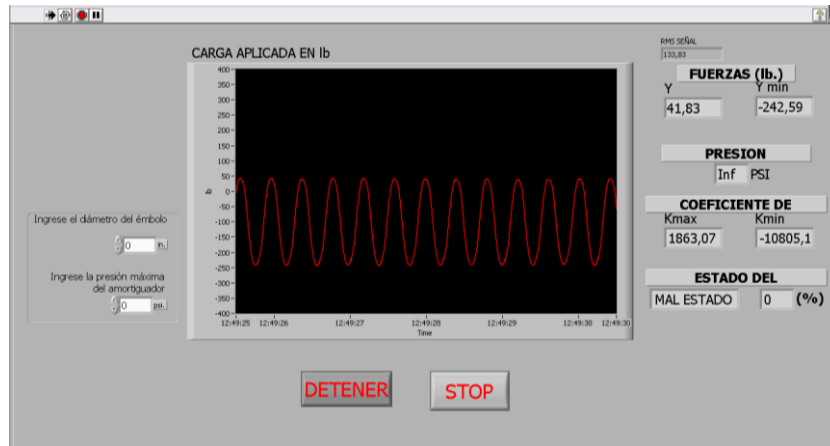 CARGA APLICADA EN lb
400
350
300
250
200
150
100
50
0
-50
-100
-150
-200
-250
-300
-350
-400
lb
12:49:25 12:49:26 12:49:27 12:49:28 12:49:29 12:49:30 12:49:30
Time
Ingrese el diámetro del émbolo
0 in.
Ingrese la presión máxima
del amortiguador
0 psi.
DETENER STOP
RMS SEÑAL
133,83
FUERZAS (lb.)
Y Y min
41,83 -242,59
PRESION
Inf PSI
COEFICIENTE DE
Kmax Kmin
1863,07 -10805,1
ESTADO DEL
MAL ESTADO 0 (%)
?